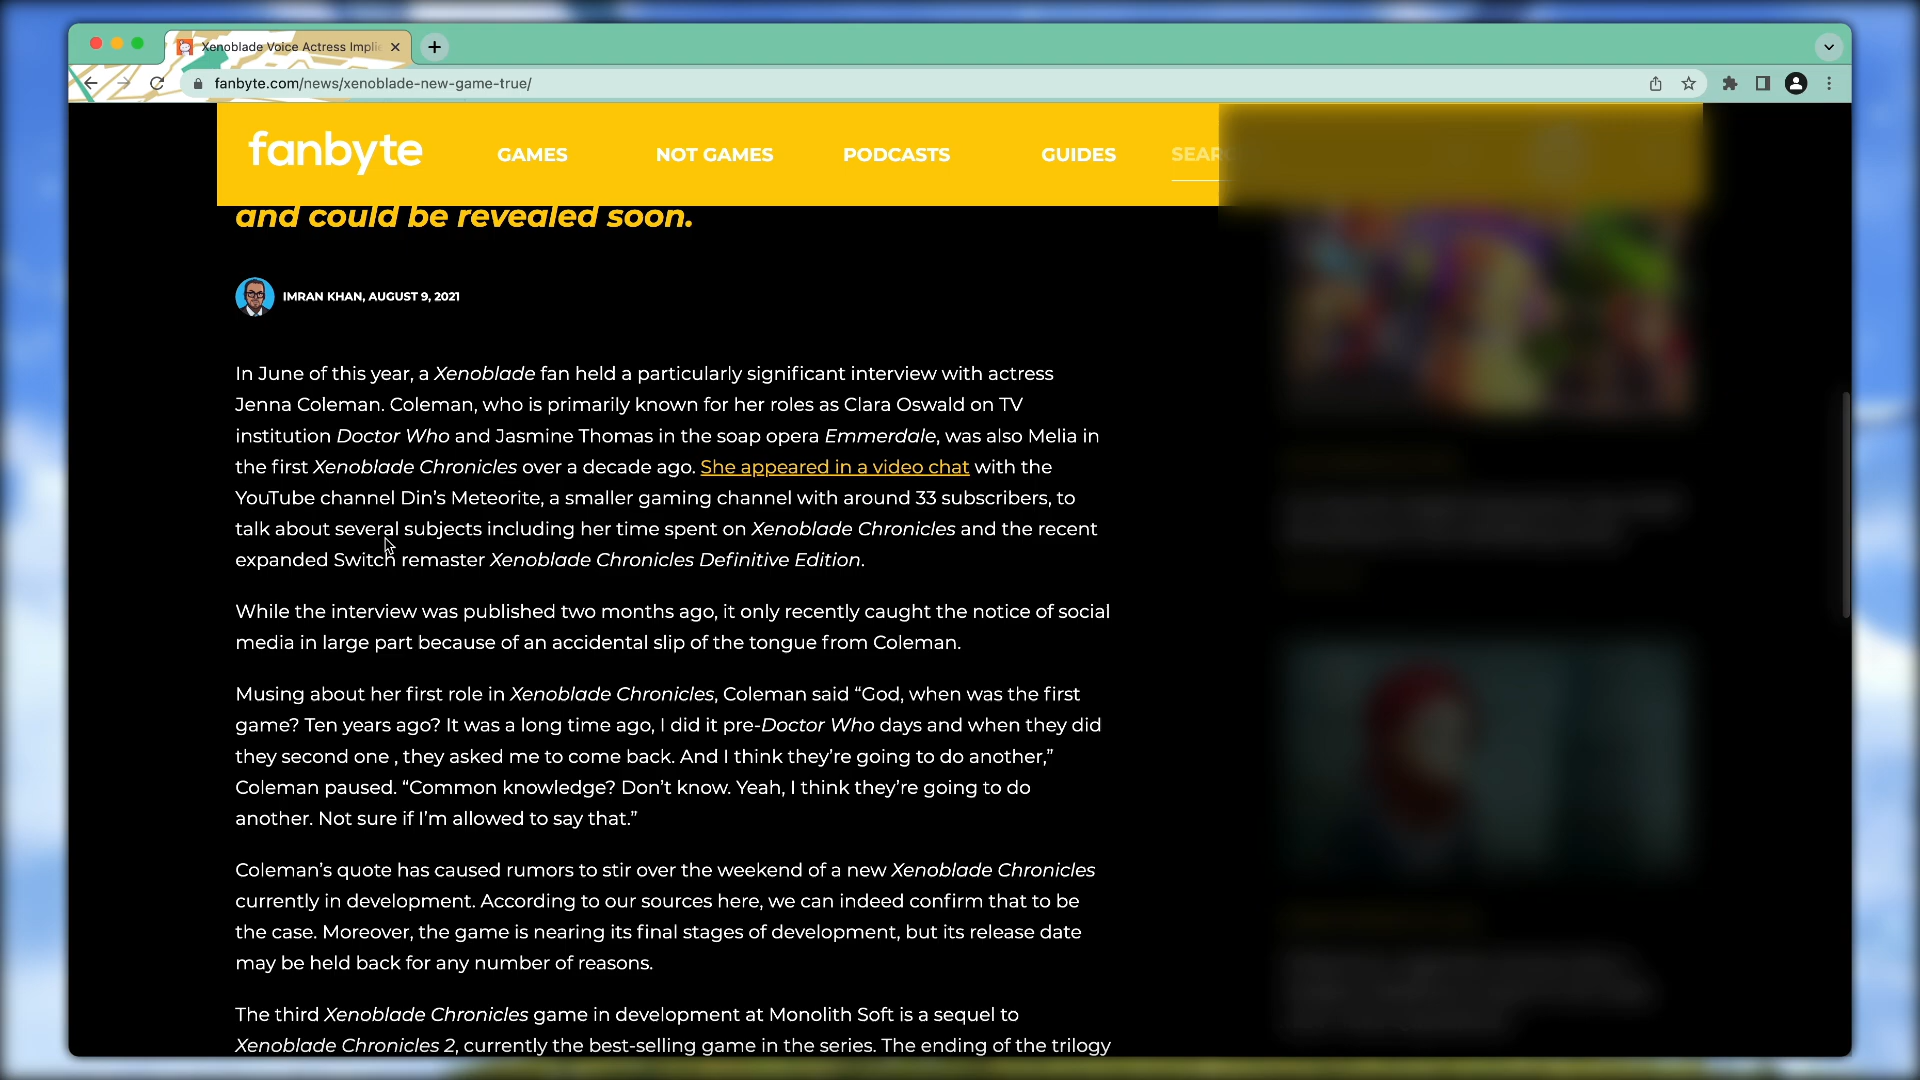 Xenoblade Voice Actress Impli
fanbyte.com/news/xenoblade-new-game-true/
fanbyte
GAMES
NOT GAMES
PODCASTS
GUIDES
and could be revealed soon.
IMRAN KHAN, AUGUST 9, 2021
In June of this year, a Xenoblade fan held a particularly significant interview with actress
Jenna Coleman. Coleman, who is primarily known for her roles as Clara Oswald on TV
institution Doctor Who and Jasmine Thomas in the soap opera Emmerdale, was also Melia in
the first Xenoblade Chronicles over a decade ago. She appeared in a video chat with the
YouTube channel Din’s Meteorite, a smaller gaming channel with around 33 subscribers, to
talk about several subjects including her time spent on Xenoblade Chronicles and the recent
expanded Switch remaster Xenoblade Chronicles Definitive Edition.
While the interview was published two months ago, it only recently caught the notice of social
media in large part because of an accidental slip of the tongue from Coleman.
Musing about her first role in Xenoblade Chronicles, Coleman said “God, when was the first
game? Ten years ago? It was a long time ago, I did it pre-Doctor Who days and when they did
they second one , they asked me to come back. And I think they’re going to do another,”
Coleman paused. “Common knowledge? Don’t know. Yeah, I think they’re going to do
another. Not sure if I’m allowed to say that.”
Coleman’s quote has caused rumors to stir over the weekend of a new Xenoblade Chronicles
currently in development. According to our sources here, we can indeed confirm that to be
the case. Moreover, the game is nearing its final stages of development, but its release date
may be held back for any number of reasons.
The third Xenoblade Chronicles game in development at Monolith Soft is a sequel to
Xenoblade Chronicles 2, currently the best-selling game in the series. The ending of the trilogy